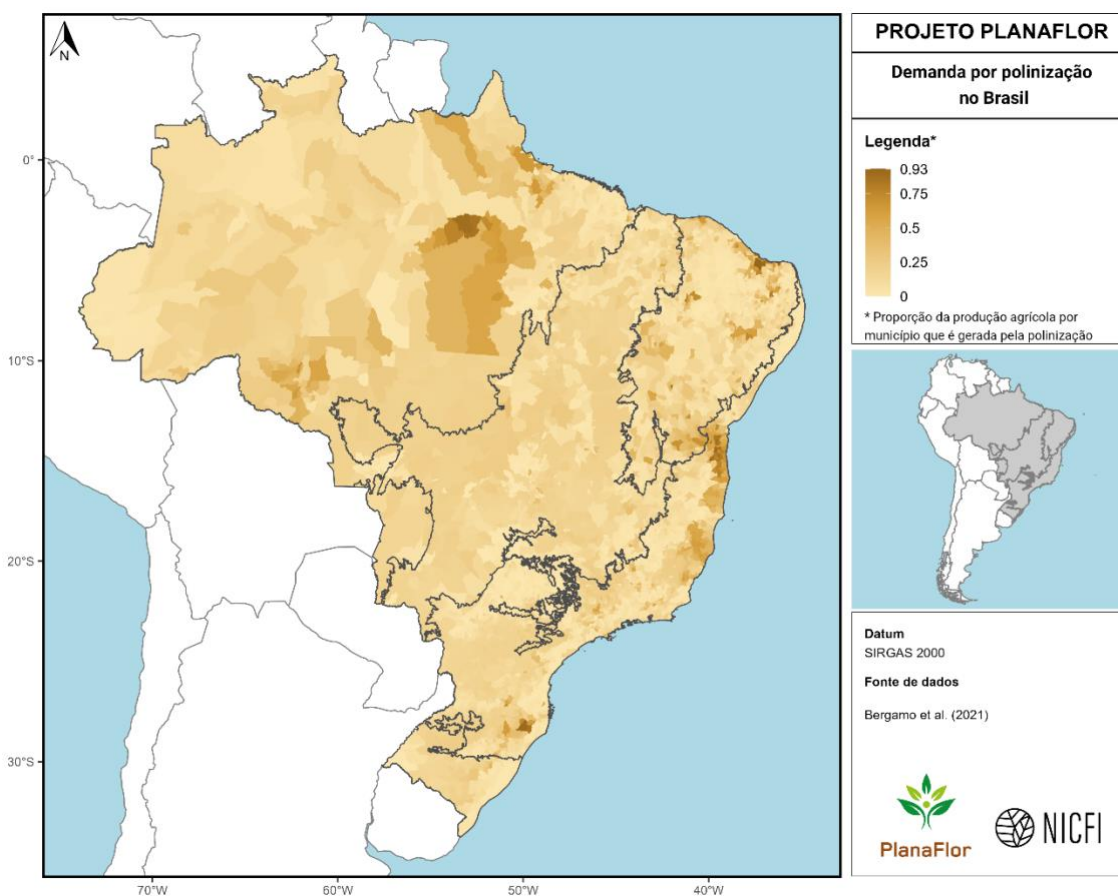 N
0°
10°S
20°S
30°S
70°W
60°W
50°W
40°W
PROJETO PLANAFLOR
Demanda por polinização
no Brasil
Legenda*
0.93
0.75
0.5
0.25
0
* Proporção da produção agrícola por
município que é gerada pela polinização
Datum
SIRGAS 2000
Fonte de dados
Bergamo et al. (2021)
PlanaFlor
NICFI